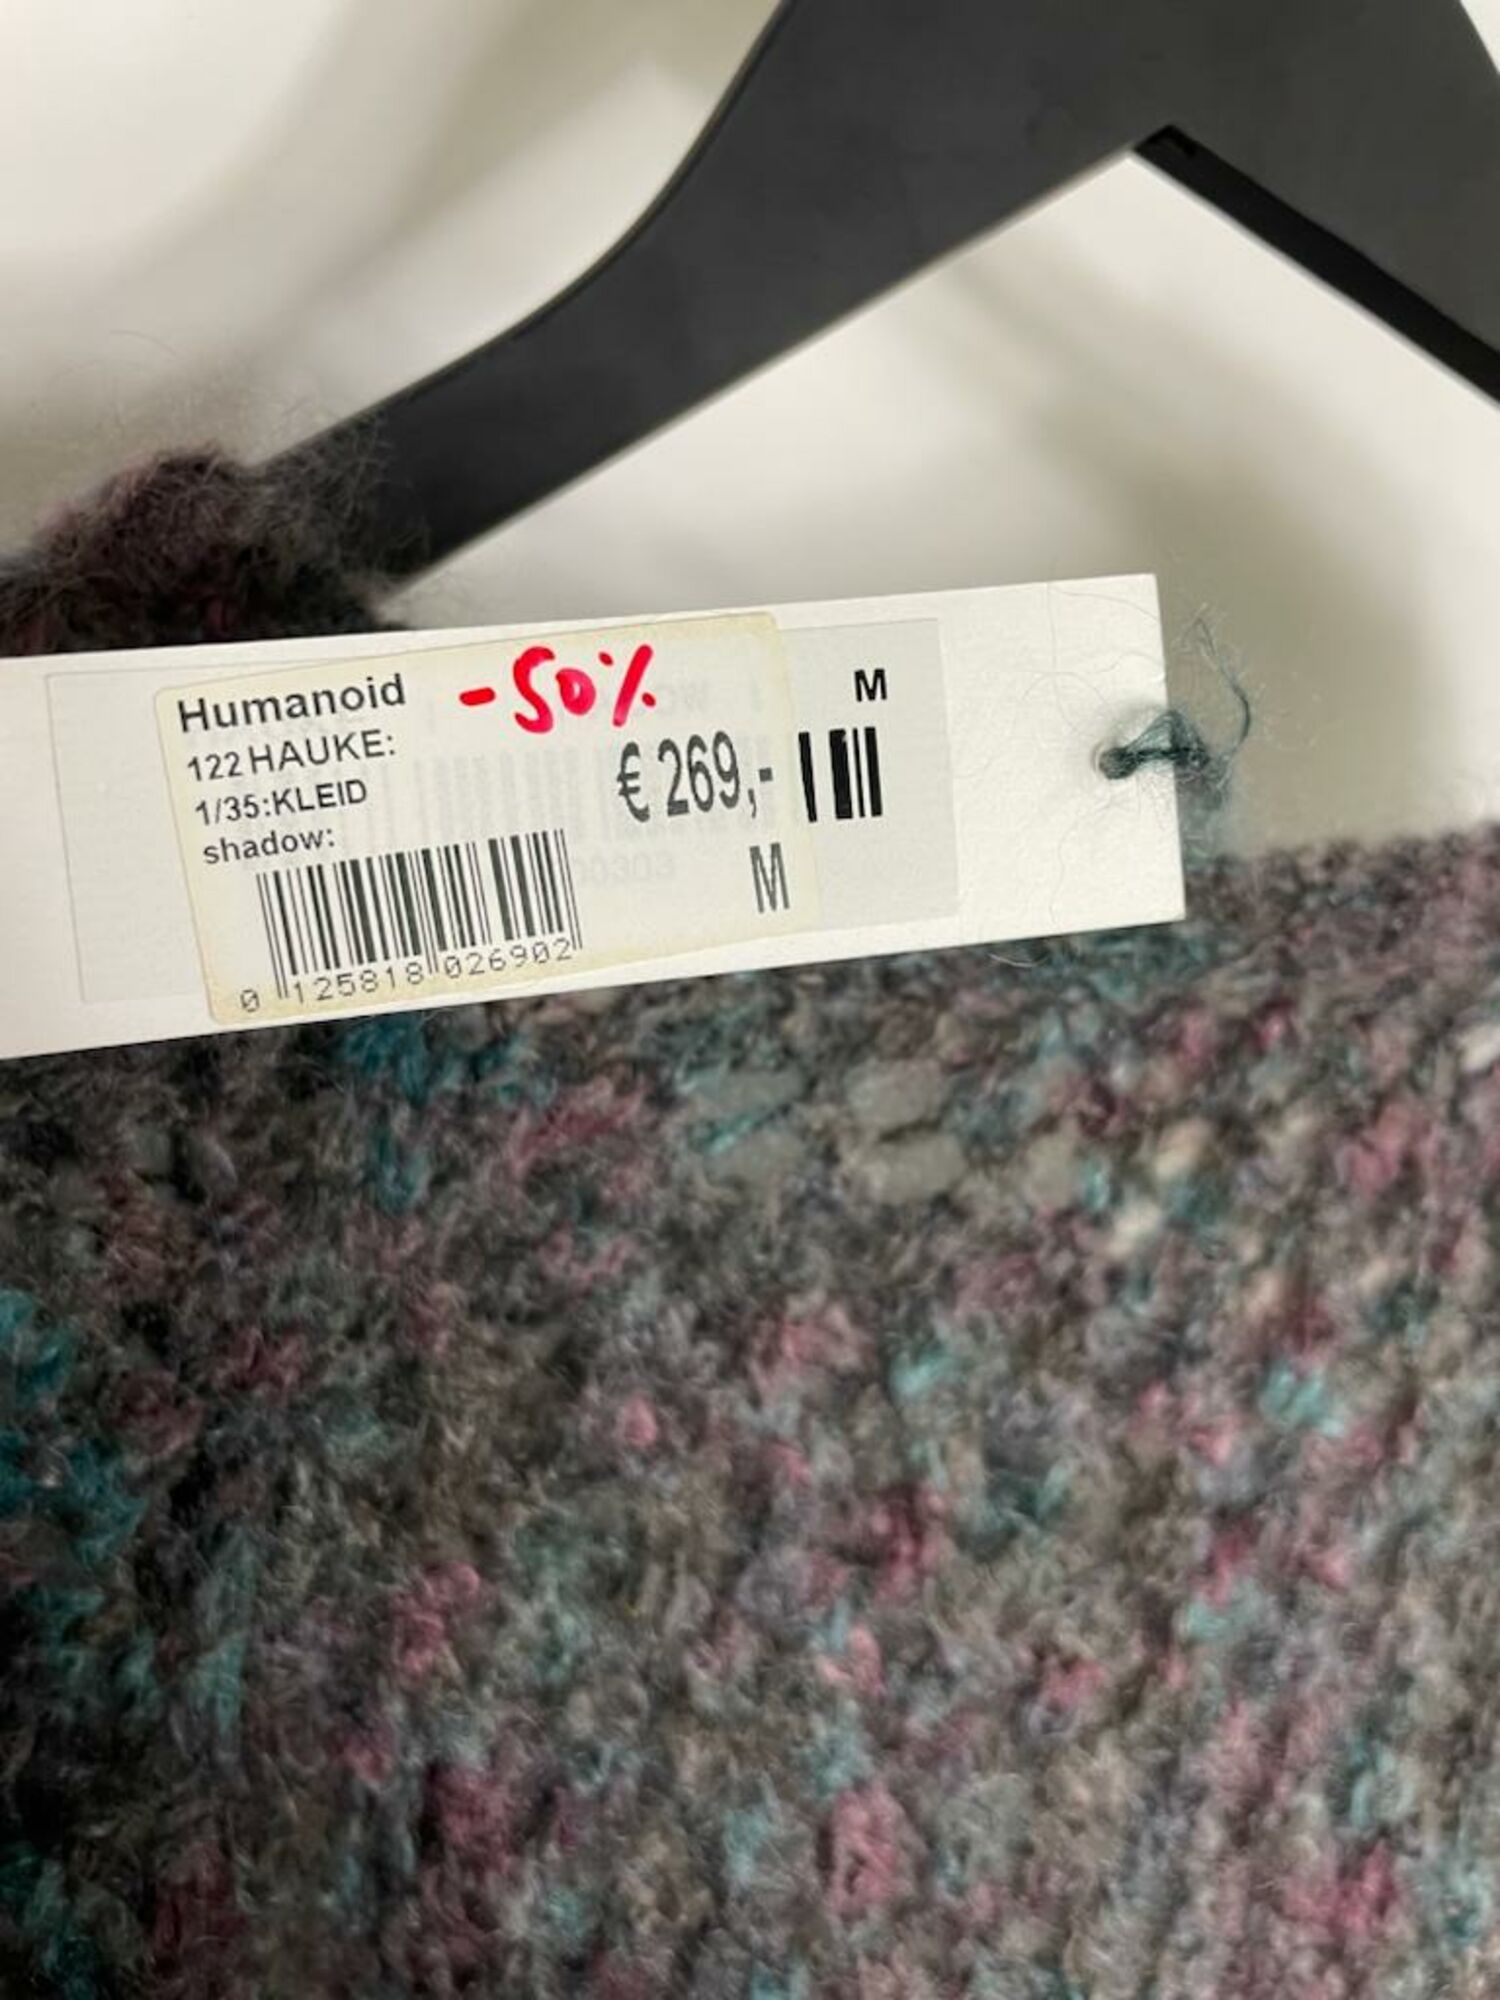 Humanoid -50%
122 HAUKE:
1/35:KLEID
shadow:
€ 269,-
M
M
0 125818 026902